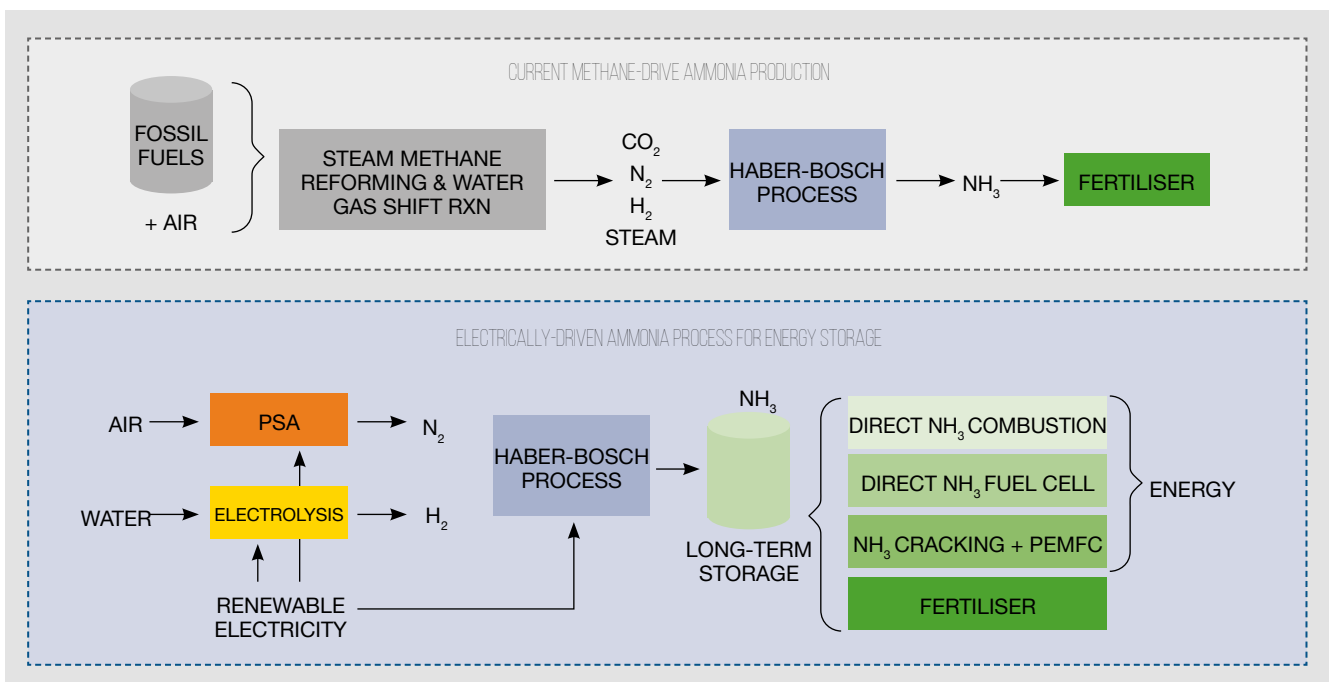 CURRENT METHANE-DRIVE AMMONIA PRODUCTION
FOSSIL
FUELS
+ AIR
STEAM METHANE
REFORMING & WATER
GAS SHIFT RXN
CO₂
N₂
H₂
STEAM
HABER-BOSCH
PROCESS
NH₃
FERTILISER
ELECTRICALLY-DRIVEN AMMONIA PROCESS FOR ENERGY STORAGE
AIR
PSA
N₂
WATER
ELECTROLYSIS
H₂
RENEWABLE
ELECTRICITY
HABER-BOSCH
PROCESS
NH₃
LONG-TERM
STORAGE
DIRECT NH₃ COMBUSTION
DIRECT NH₃ FUEL CELL
NH₃ CRACKING + PEMFC
FERTILISER
ENERGY